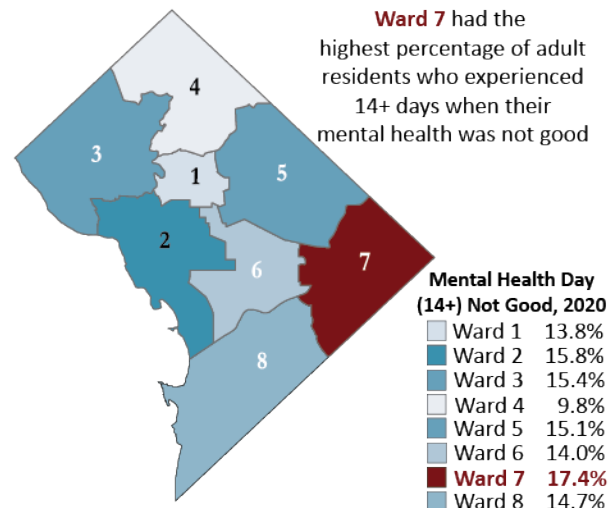 Ward 7 had the
highest percentage of adult
residents who experienced
14+ days when their
mental health was not good
4
3
1
5
2
6
7
8
Mental Health Day
(14+) Not Good, 2020
Ward 1 13.8%
Ward 2 15.8%
Ward 3 15.4%
Ward 4 9.8%
Ward 5 15.1%
Ward 6 14.0%
Ward 7 17.4%
Ward 8 14.7%